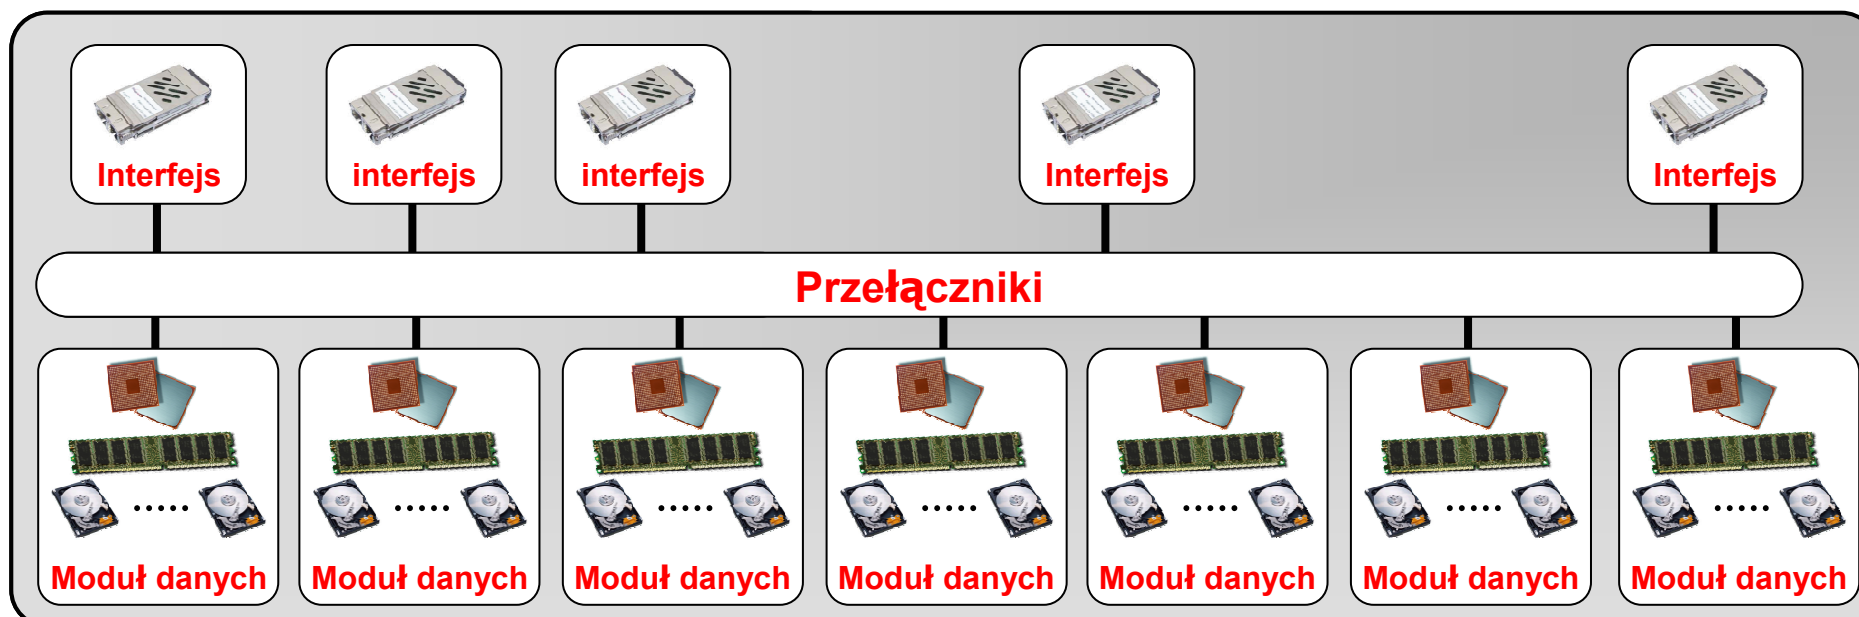 Interfejs
interfejs
interfejs
Interfejs
Interfejs
Przełączniki
Moduł danych
Moduł danych
Moduł danych
Moduł danych
Moduł danych
Moduł danych
Moduł danych